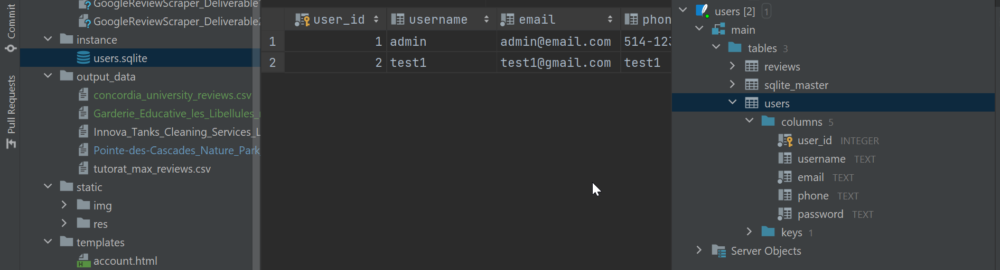 Commit
Pull Requests
GoogleReviewScraper_Deliverable
GoogleReviewScraper_Deliverable2
instance
users.sqlite
output_data
concordia_university_reviews.csv
Garderie_Educative_les_Libellules_
Innova_Tanks_Cleaning_Services_L
Pointe-des-Cascades_Nature_Park_
tutorat_max_reviews.csv
static
img
res
templates
account.html
user_id username email phon
1 1 admin admin@email.com 514-123
2 2 test1 test1@gmail.com test1
users [2] 1
main
tables 3
reviews
sqlite_master
users
columns 5
user_id INTEGER
username TEXT
email TEXT
phone TEXT
password TEXT
keys 1
Server Objects